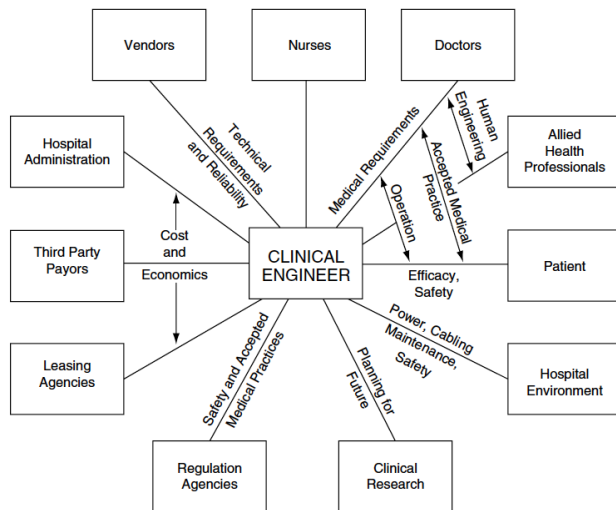 Vendors
Nurses
Doctors
Hospital
Administration
Technical
Requirements
and Reliability
Medical Requirements
Human
Engineering
Accepted Medical
Practice
Operation
Allied
Health
Professionals
Third Party
Payors
Cost
and
Economics
CLINICAL
ENGINEER
Efficacy,
Safety
Patient
Leasing
Agencies
Safety and Accepted
Medical Practices
Planning for
Future
Power, Cabling
Maintenance,
Safety
Hospital
Environment
Regulation
Agencies
Clinical
Research